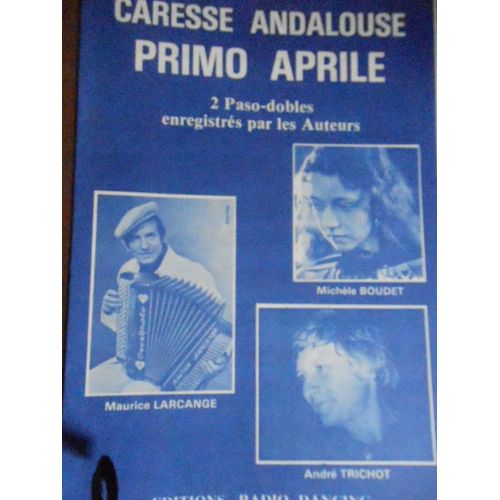 CARESSE ANDALOUSE
PRIMO APRILE
2 Paso-dobles
enregistrés par les Auteurs
Michèle BOUDET
Cavagnolo
Maurice LARCANGE
André TRICHOT
EDITIONS RADIO DANCING